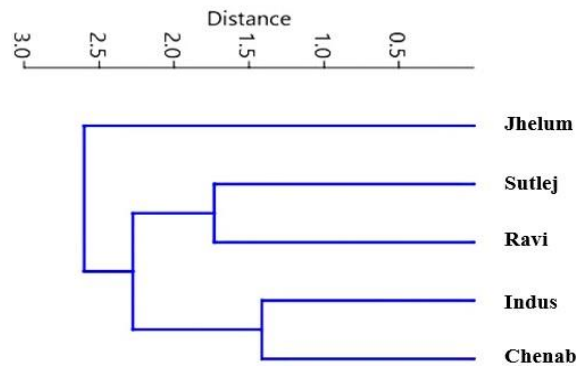 Distance
3.0 2.5 2.0 1.5 1.0 0.5
Jhelum
Sutlej
Ravi
Indus
Chenab